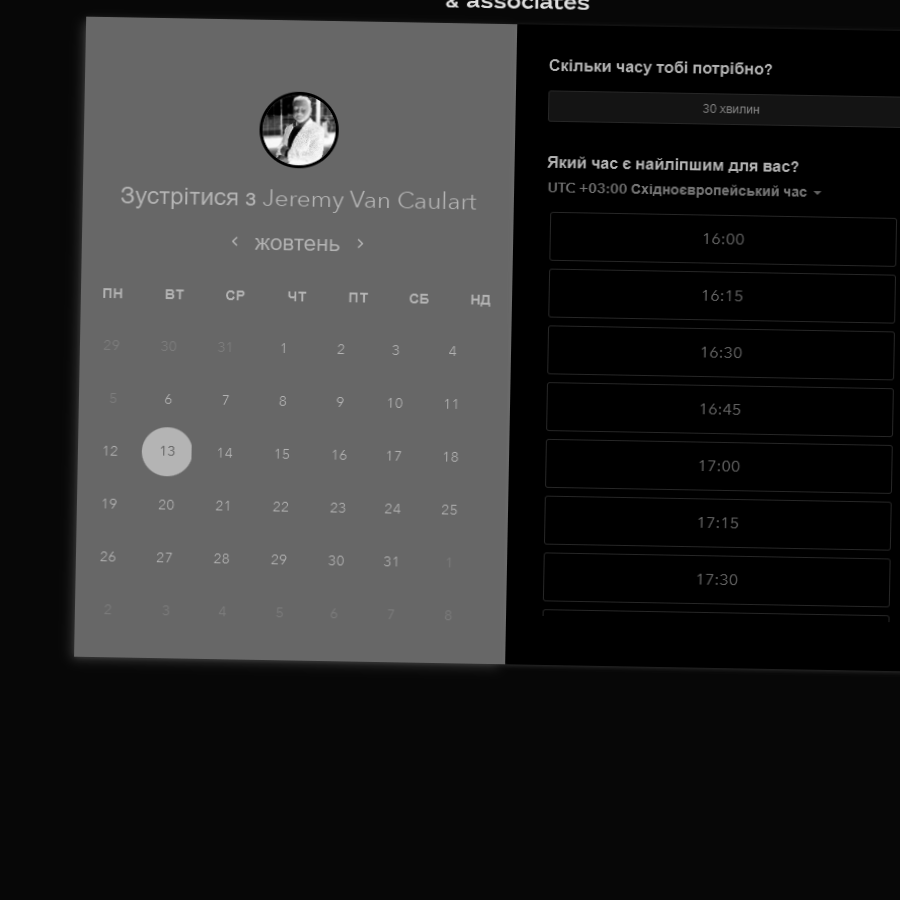 & associates
Зустрітися з Jeremy Van Caulart
жовтень
ПН ВТ СР ЧТ ПТ СБ НД
29 30 31 1 2 3 4
5 6 7 8 9 10 11
12 13 14 15 16 17 18
19 20 21 22 23 24 25
26 27 28 29 30 31 1
2 3 4 5 6 7 8
Скільки часу тобі потрібно?
30 хвилин
Який час є найліпшим для вас?
UTC +03:00 Східноєвропейський час
16:00
16:15
16:30
16:45
17:00
17:15
17:30